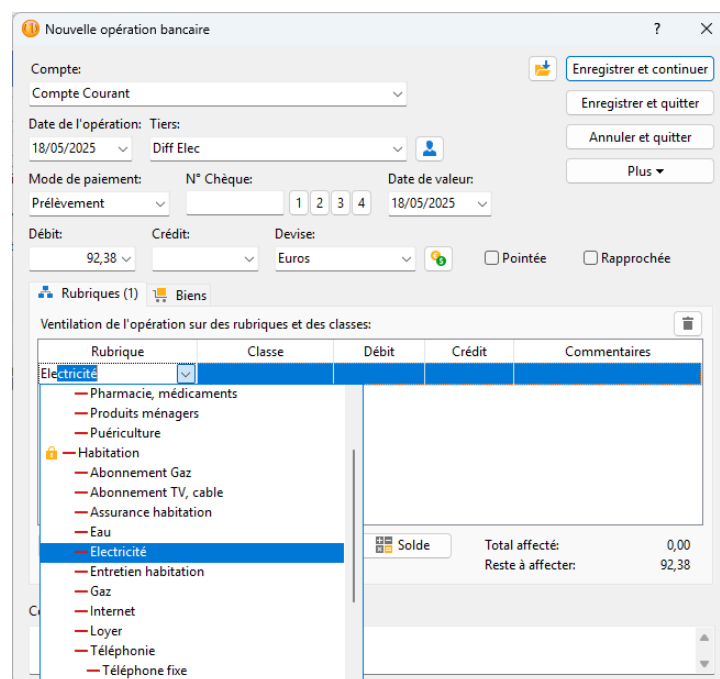 Nouvelle opération bancaire ?
Compte:
Enregistrer et continuer
Compte Courant
Enregistrer et quitter
Date de l'opération: Tiers:
Annuler et quitter
18/05/2025 Diff Elec
Plus
Mode de paiement: N° Chèque: Date de valeur:
Prélèvement 1 2 3 4 18/05/2025
Débit: Crédit: Devise:
92,38 Euros Pointée Rapprochée
Rubriques (1) Biens
Ventilation de l'opération sur des rubriques et des classes:
Rubrique Classe Débit Crédit Commentaires
Electricité
Pharmacie, médicaments
Produits ménagers
Puériculture
Habitation
Abonnement Gaz
Abonnement TV, cable
Assurance habitation
Eau
Solde Total affecté: 0,00
Electricité
Reste à affecter: 92,38
Entretien habitation
Gaz
Internet
Loyer
Téléphonie
Téléphone fixe